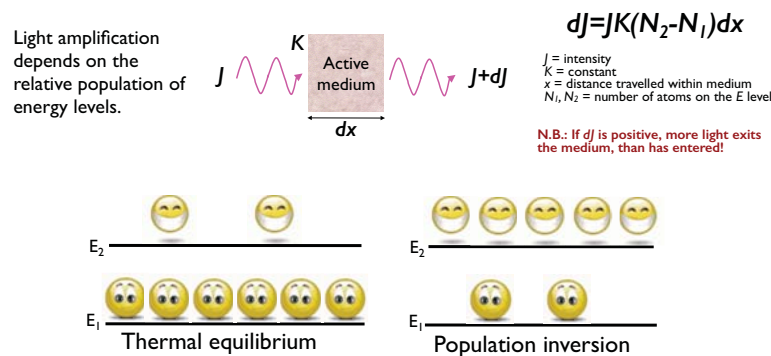 Light amplification
depends on the
relative population of
energy levels.
J
K
Active
medium
J+dJ
dx
dJ=JK(N₂-N₁)dx
J = intensity
K = constant
x = distance travelled within medium
N₁, N₂ = number of atoms on the E level
N.B.: If dJ is positive, more light exits
the medium, than has entered!
E₂
E₁
Thermal equilibrium
E₂
E₁
Population inversion